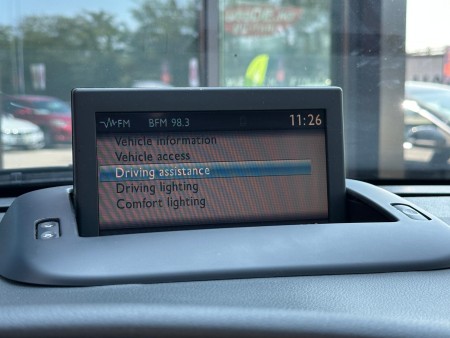 FM BFM 98.3 11:26
Vehicle information
Vehicle access
Driving assistance
Driving lighting
Comfort lighting